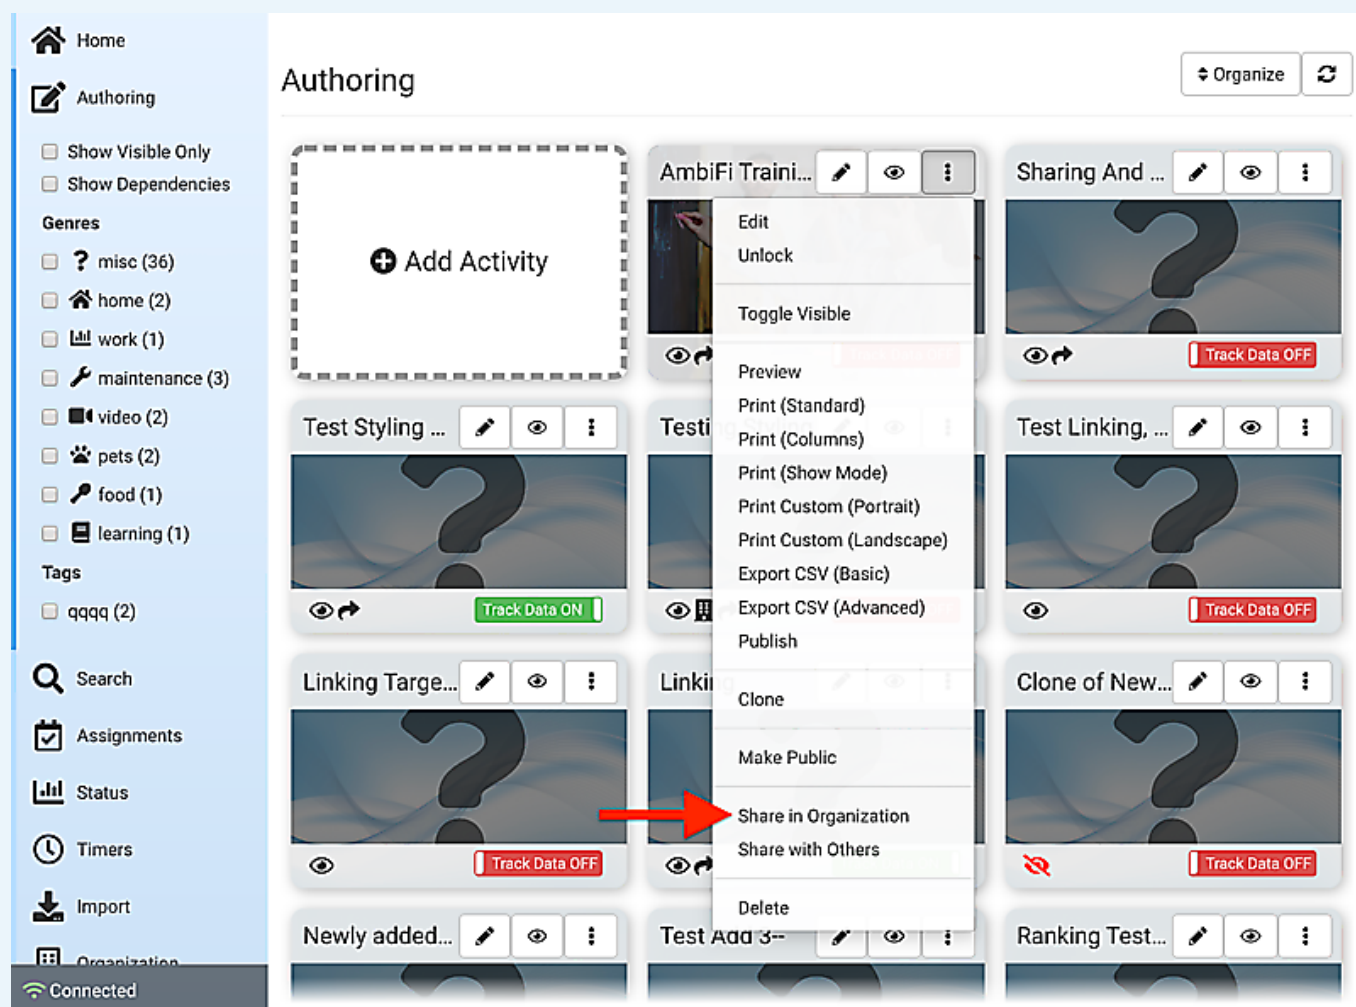 Home
Authoring
Show Visible Only
Show Dependencies
Genres
misc (36)
home (2)
work (1)
maintenance (3)
video (2)
pets (2)
food (1)
learning (1)
Tags
qqqq (2)
Search
Assignments
Status
Timers
Import
Organization
Connected
Authoring
Organize
Add Activity
AmbiFi Traini...
Sharing And ...
Track Data OFF
Test Styling ...
Track Data ON
Testing Styling
Test Linking, ...
Track Data OFF
Linking Targe...
Track Data OFF
Linking
Clone of New...
Track Data OFF
Newly added...
Test Add 3--
Ranking Test...
Edit
Unlock
Toggle Visible
Preview
Print (Standard)
Print (Columns)
Print (Show Mode)
Print Custom (Portrait)
Print Custom (Landscape)
Export CSV (Basic)
Export CSV (Advanced)
Publish
Clone
Make Public
Share in Organization
Share with Others
Delete